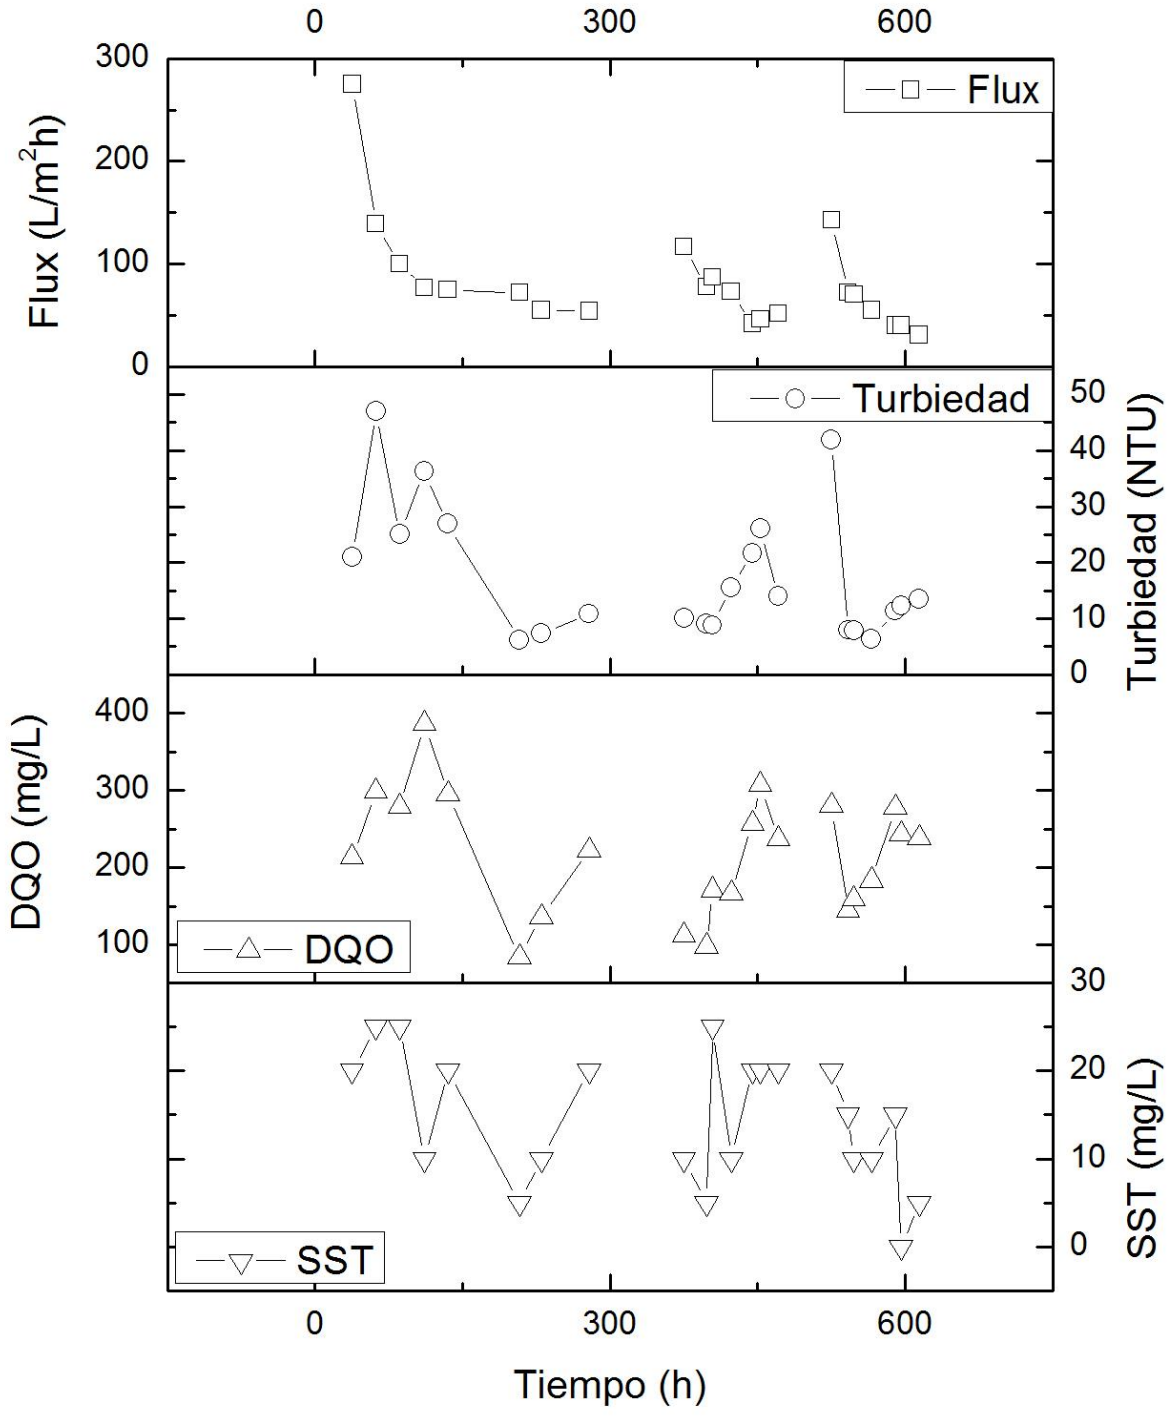 0 300 600
300
200
100
0
Flux (L/m²h)
Flux
Turbiedad
50
40
30
20
10
0
Turbiedad (NTU)
400
300
200
100
DQO (mg/L)
DQO
30
20
10
0
SST (mg/L)
SST
0 300 600
Tiempo (h)